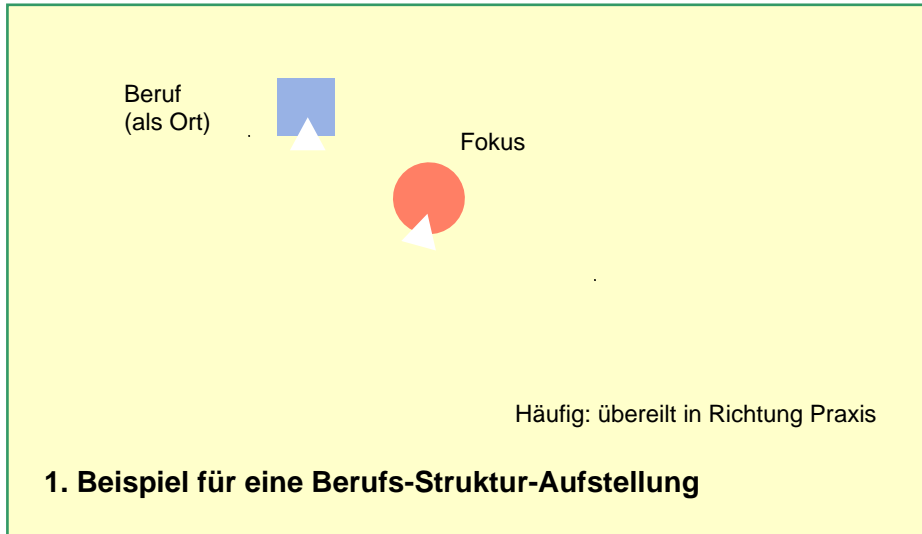 Beruf
(als Ort)
Fokus
Häufig: übereilt in Richtung Praxis
1. Beispiel für eine Berufs-Struktur-Aufstellung